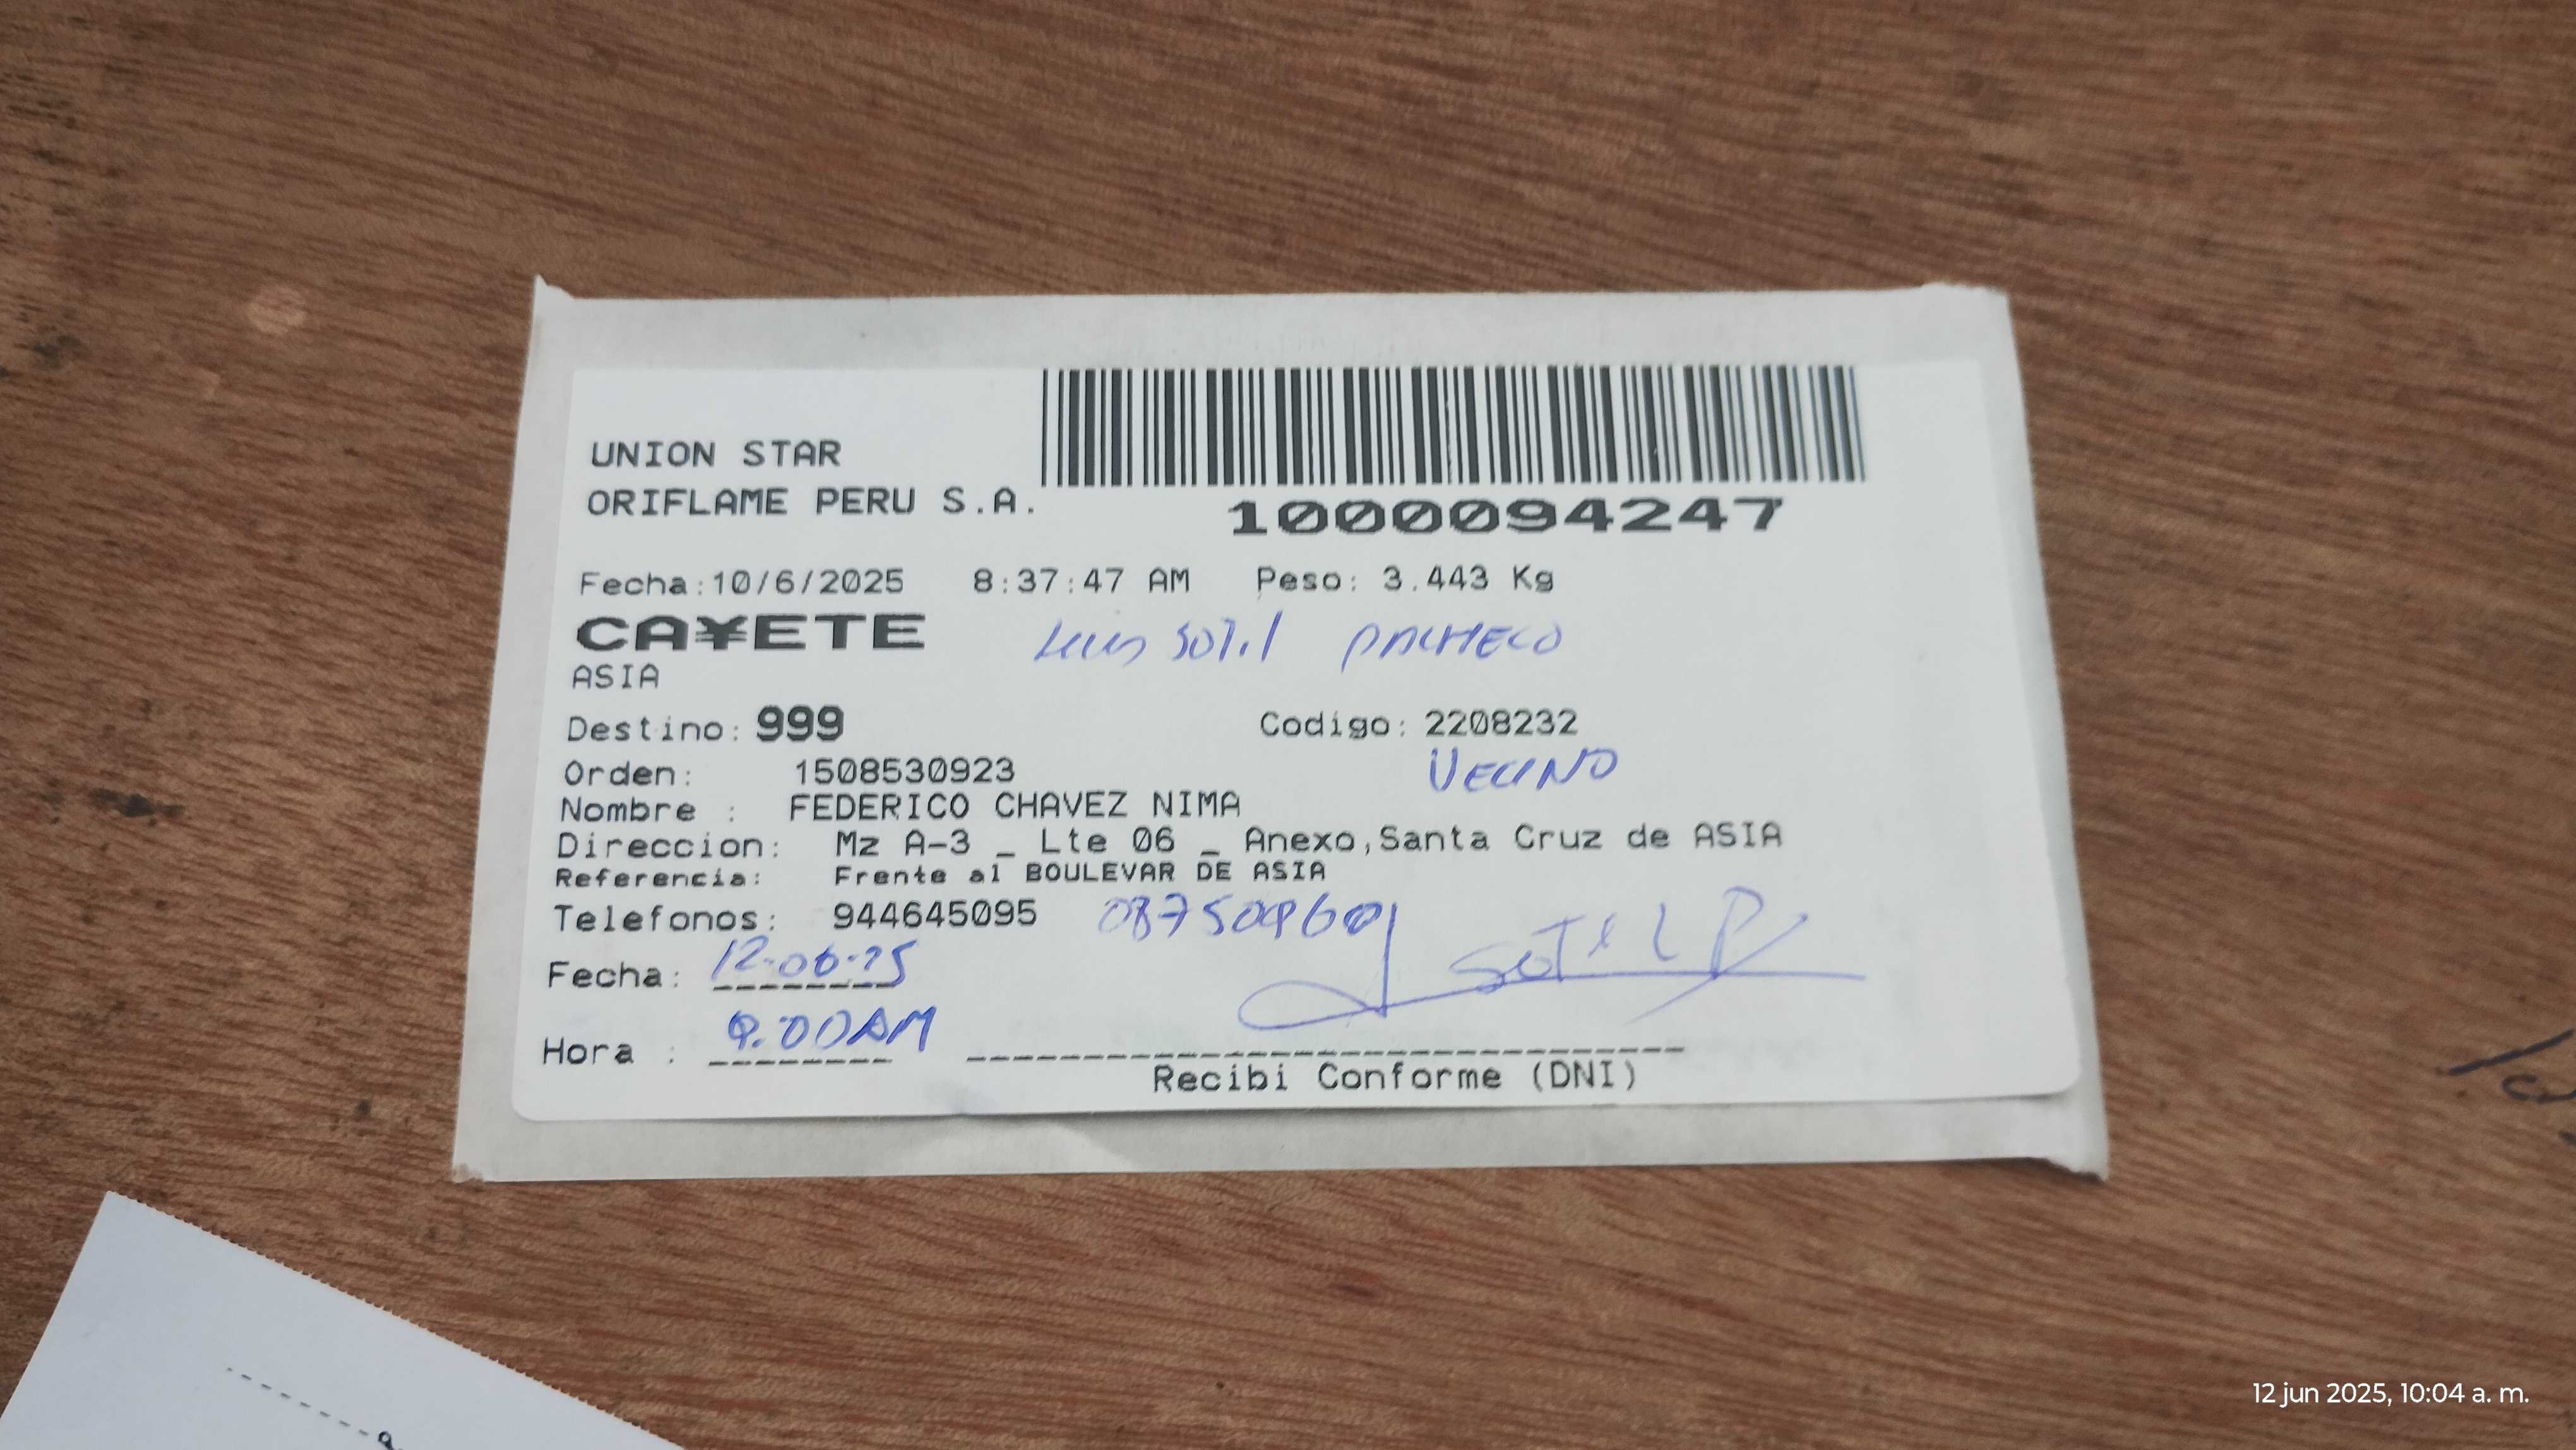 UNION STAR
ORIFLAME PERU S.A.
1000094247
Fecha:10/6/2025 8:37:47 AM Peso: 3.443 Kg
CA¥ETE Luis Sotil PACHECO
ASIA
Destino: 999 Codigo: 2208232
VECINO
Orden: 1508530923
Nombre : FEDERICO CHAVEZ NIMA
Direccion: Mz A-3 _ Lte 06 _ Anexo,Santa Cruz de ASIA
Referencia: Frente al BOULEVAR DE ASIA
Telefonos: 944645095
Fecha: 12-06-25 Sotil P
Hora : 9.00AM
Recibi Conforme (DNI)
12 jun 2025, 10:04 a. m.